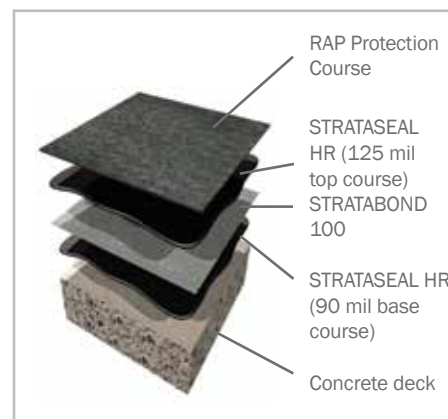 RAP Protection
Course
STRATASEAL
HR (125 mil
top course)
STRATABOND
100
STRATASEAL HR
(90 mil base
course)
Concrete deck